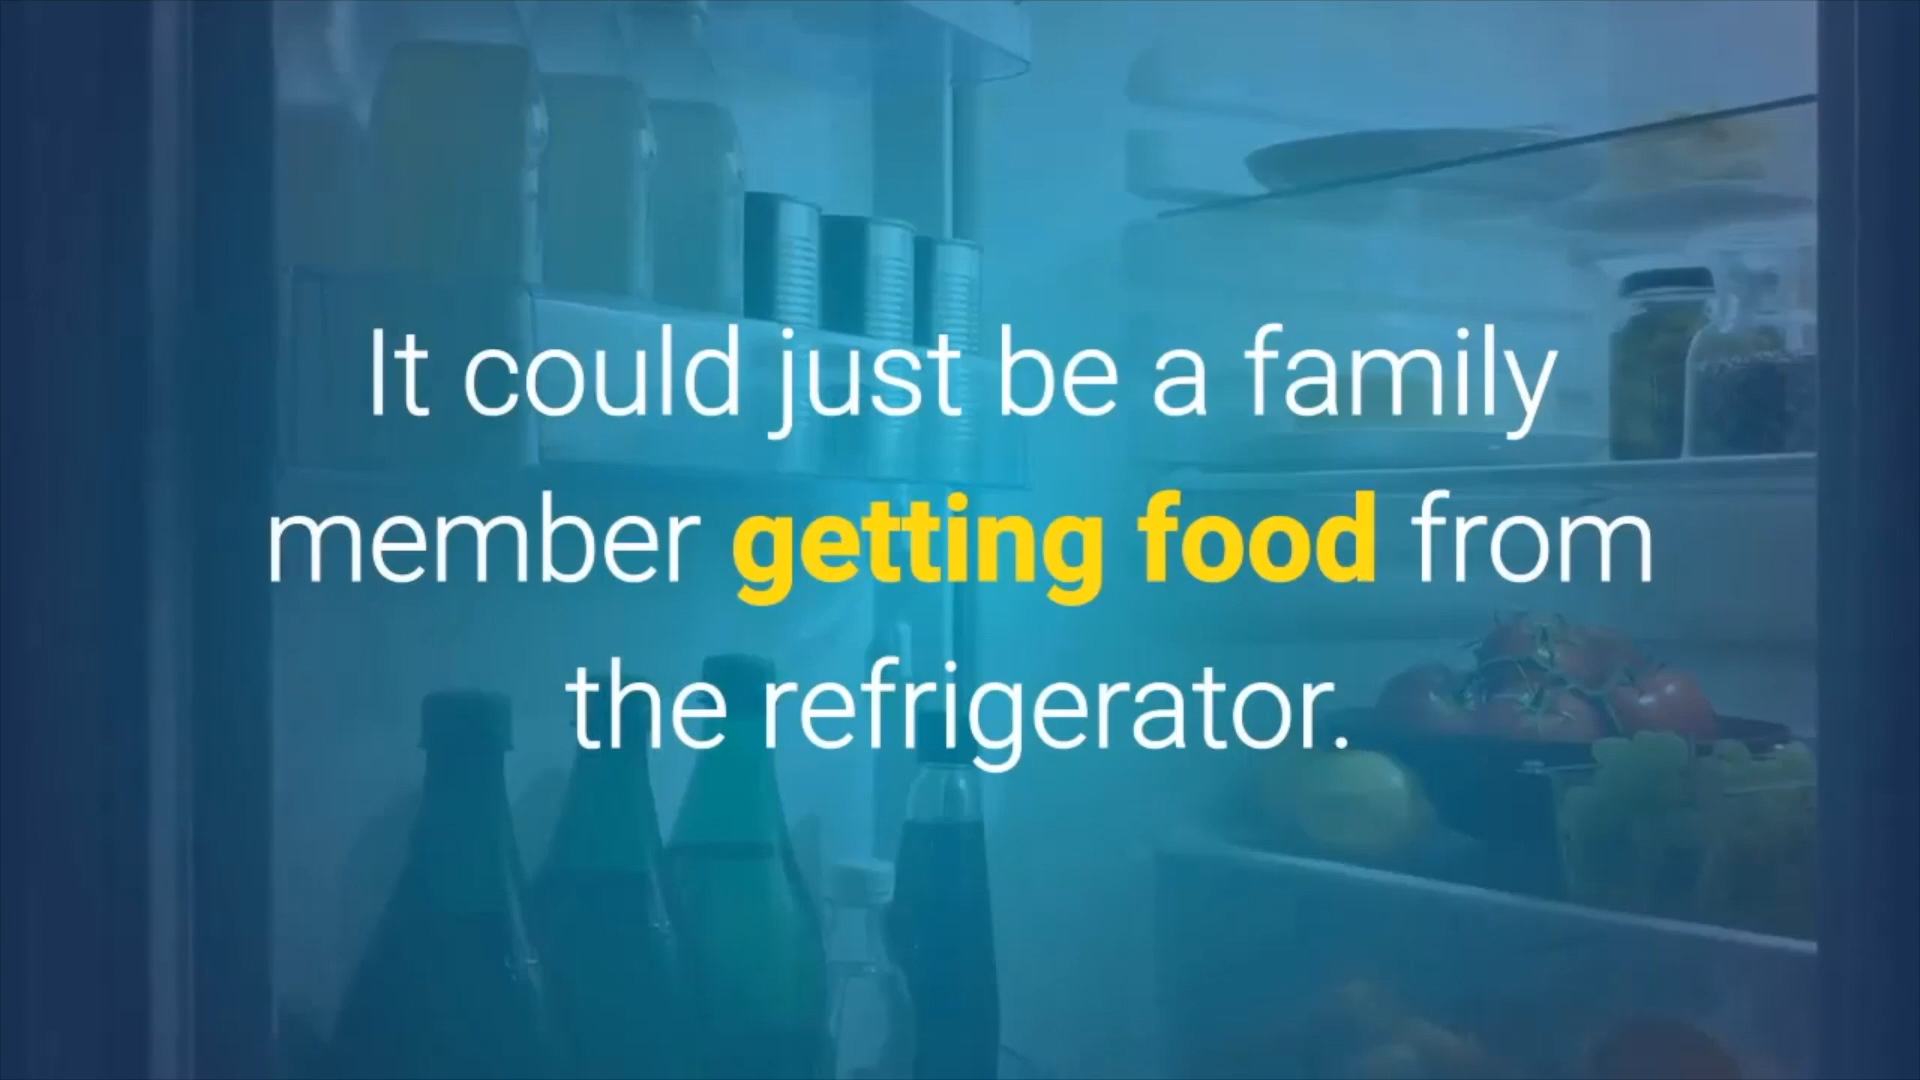 It could just be a family
member getting food from
the refrigerator.